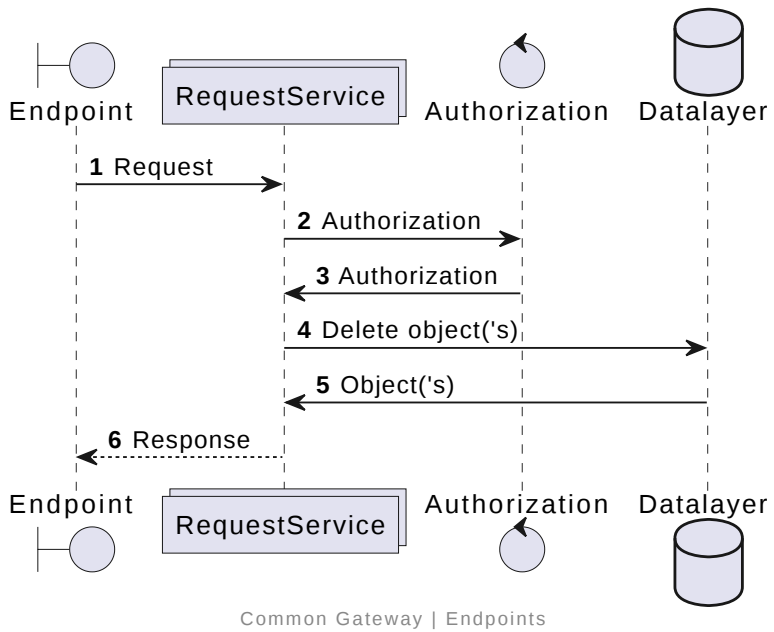 Endpoint RequestService Authorization Datalayer
1 Request
2 Authorization
3 Authorization
4 Delete object('s)
5 Object('s)
6 Response
Endpoint RequestService Authorization Datalayer
Common Gateway | Endpoints